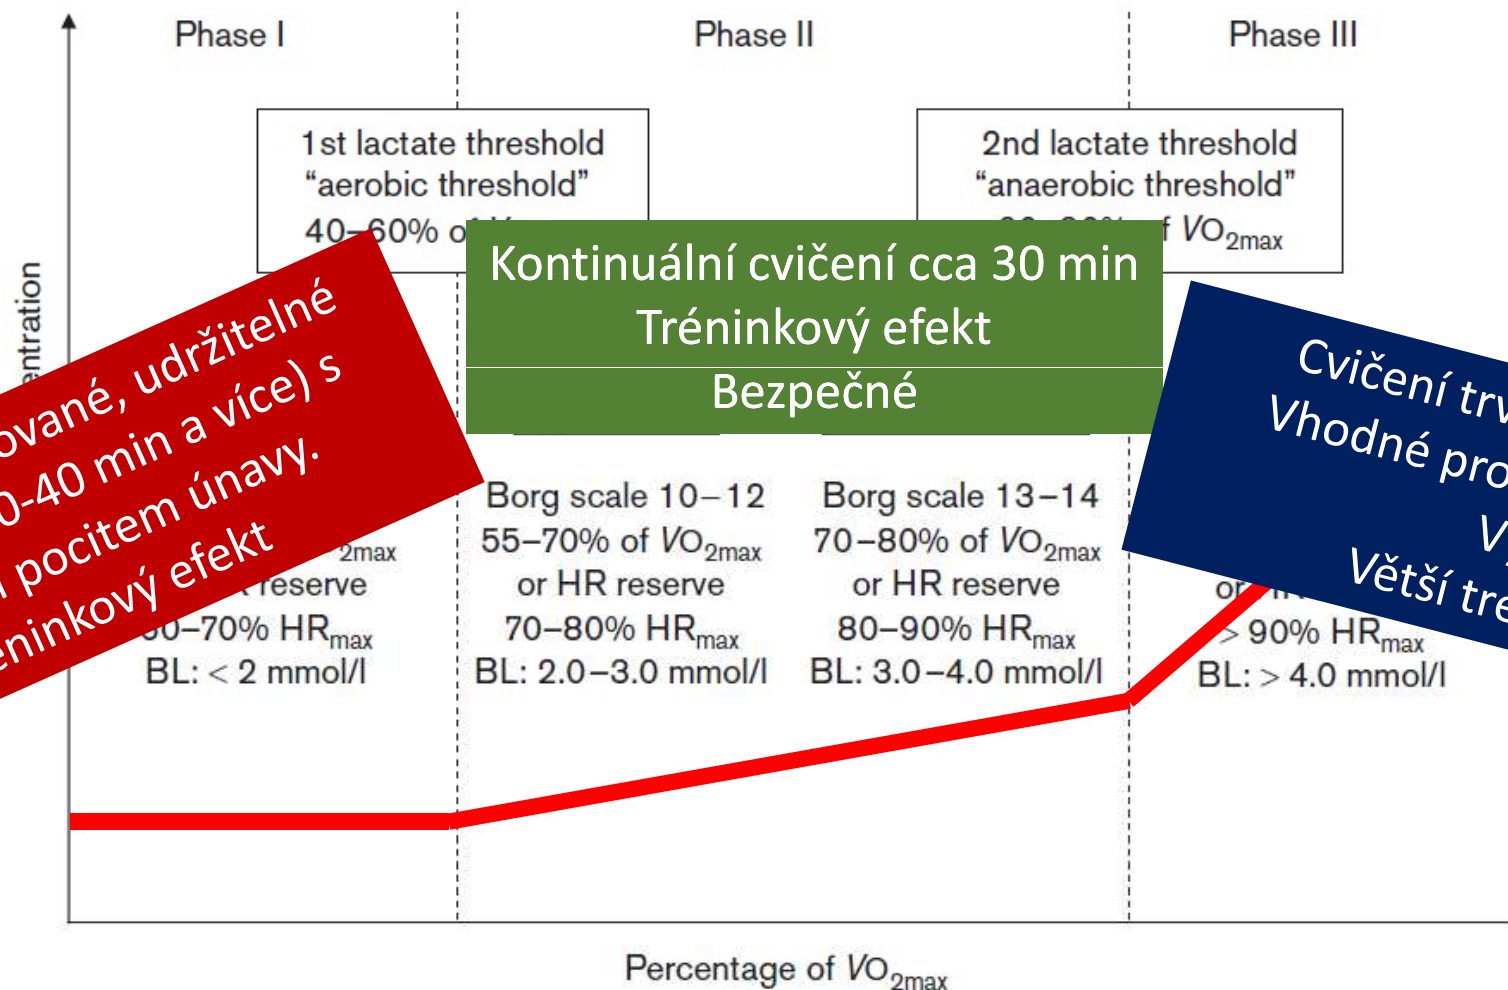 Phase I
Phase II
Phase III
1st lactate threshold
“aerobic threshold”
40–60% o
2nd lactate threshold
“anaerobic threshold”
VO2max
Kontinuální cvičení cca 30 min
Tréninkový efekt
Bezpečné
ované, udržitelné
0-40 min a více) s
pocitem únavy.
éninkový efekt
Cvičení trv
Vhodné pro
V
Větší tré
entration
2max
reserve
0–70% HRmax
BL: < 2 mmol/l
Borg scale 10–12
55–70% of VO2max
or HR reserve
70–80% HRmax
BL: 2.0–3.0 mmol/l
Borg scale 13–14
70–80% of VO2max
or HR reserve
80–90% HRmax
BL: 3.0–4.0 mmol/l
or
> 90% HRmax
BL: > 4.0 mmol/l
Percentage of VO2max